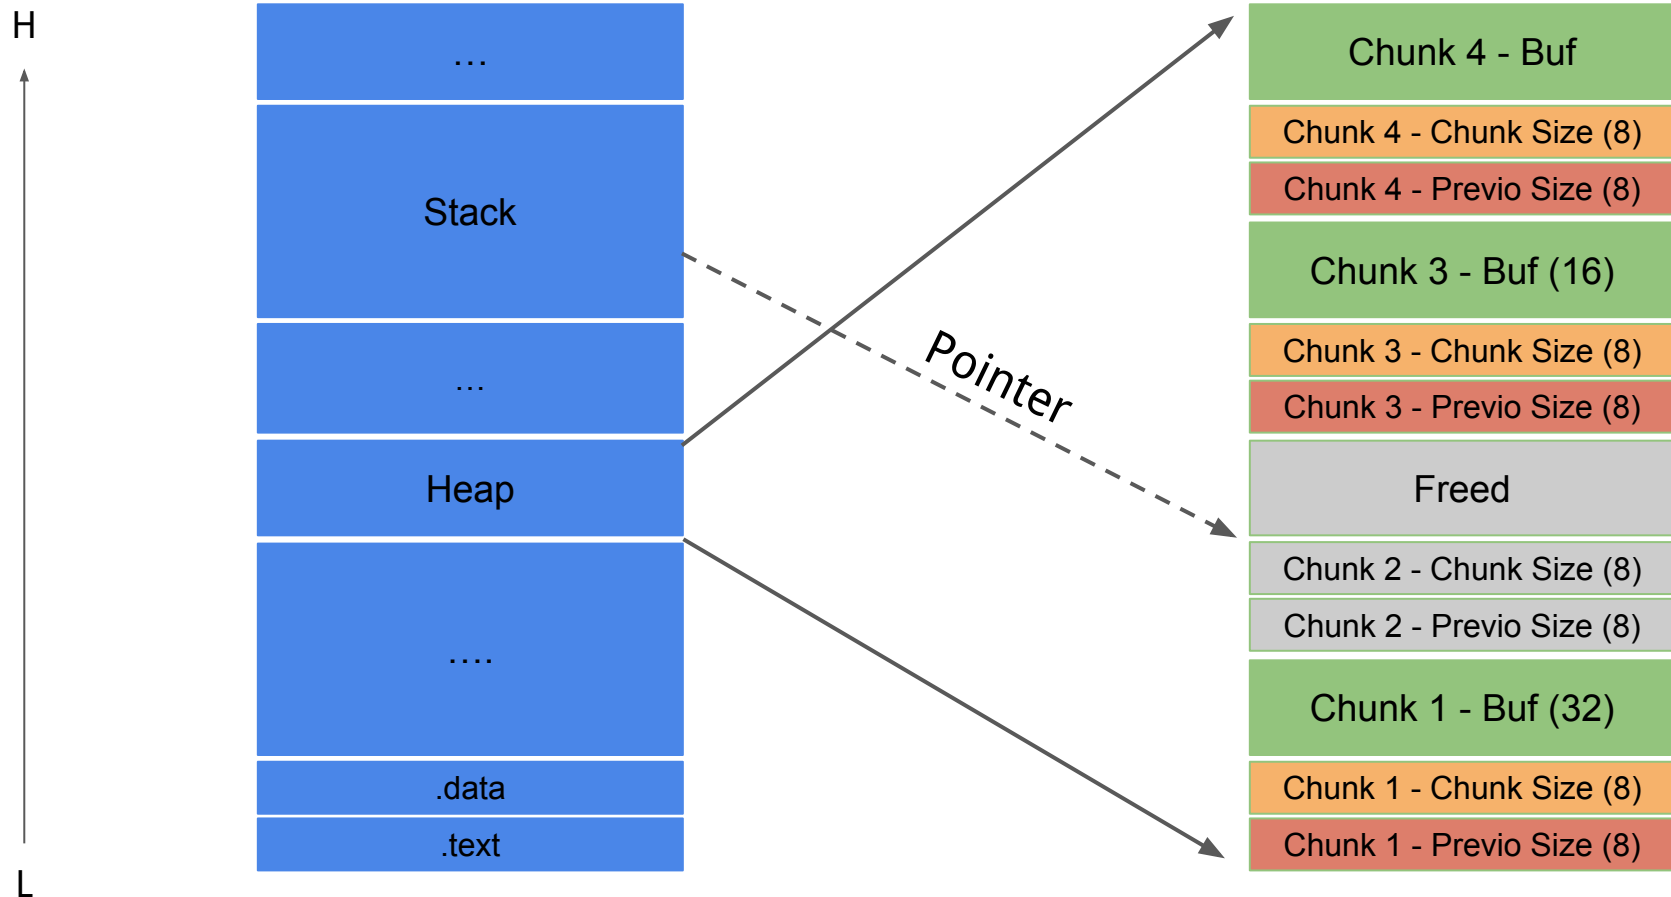 H
L
…
Stack
…
Heap
….
.data
.text
Pointer
Chunk 4 - Buf
Chunk 4 - Chunk Size (8)
Chunk 4 - Previo Size (8)
Chunk 3 - Buf (16)
Chunk 3 - Chunk Size (8)
Chunk 3 - Previo Size (8)
Freed
Chunk 2 - Chunk Size (8)
Chunk 2 - Previo Size (8)
Chunk 1 - Buf (32)
Chunk 1 - Chunk Size (8)
Chunk 1 - Previo Size (8)